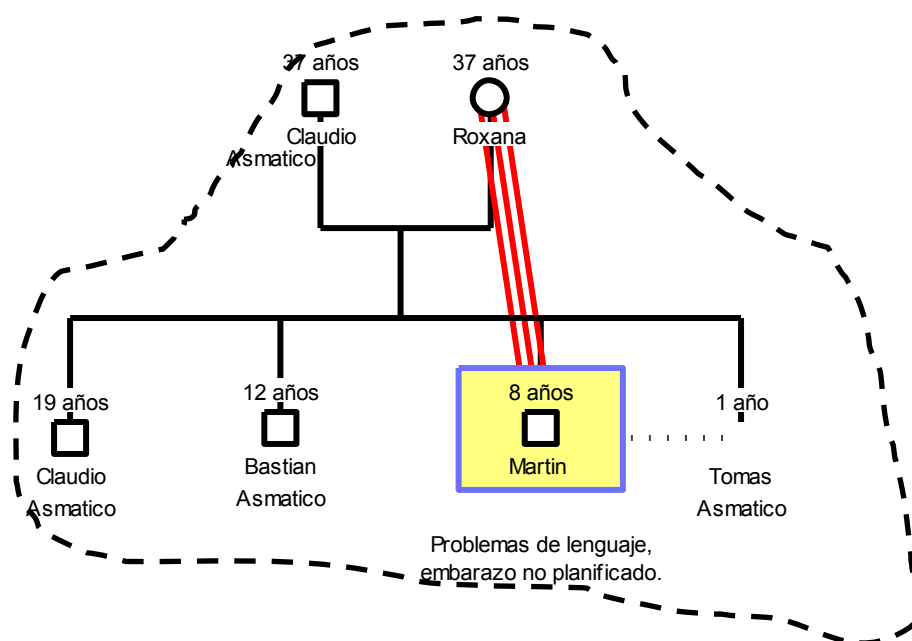 37 años
37 años
Claudio
Roxana
Asmatico
19 años
12 años
8 años
1 año
Claudio
Asmatico
Bastian
Asmatico
Martin
Tomas
Asmatico
Problemas de lenguaje,
embarazo no planificado.